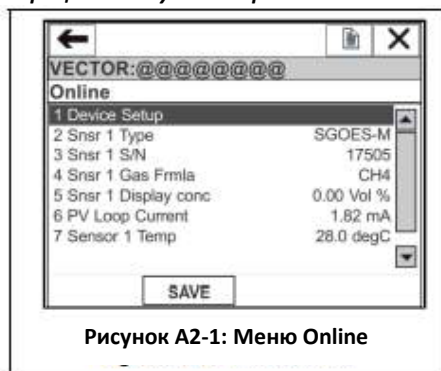 VECTOR:@@@@@@@@
Online
1 Device Setup
2 Snsr 1 Type SGOES-M
3 Snsr 1 S/N 17505
4 Snsr 1 Gas Frmla CH4
5 Snsr 1 Display conc 0.00 Vol %
6 PV Loop Current 1.82 mA
7 Sensor 1 Temp 28.0 degC
SAVE
Рисунок А2-1: Меню Online